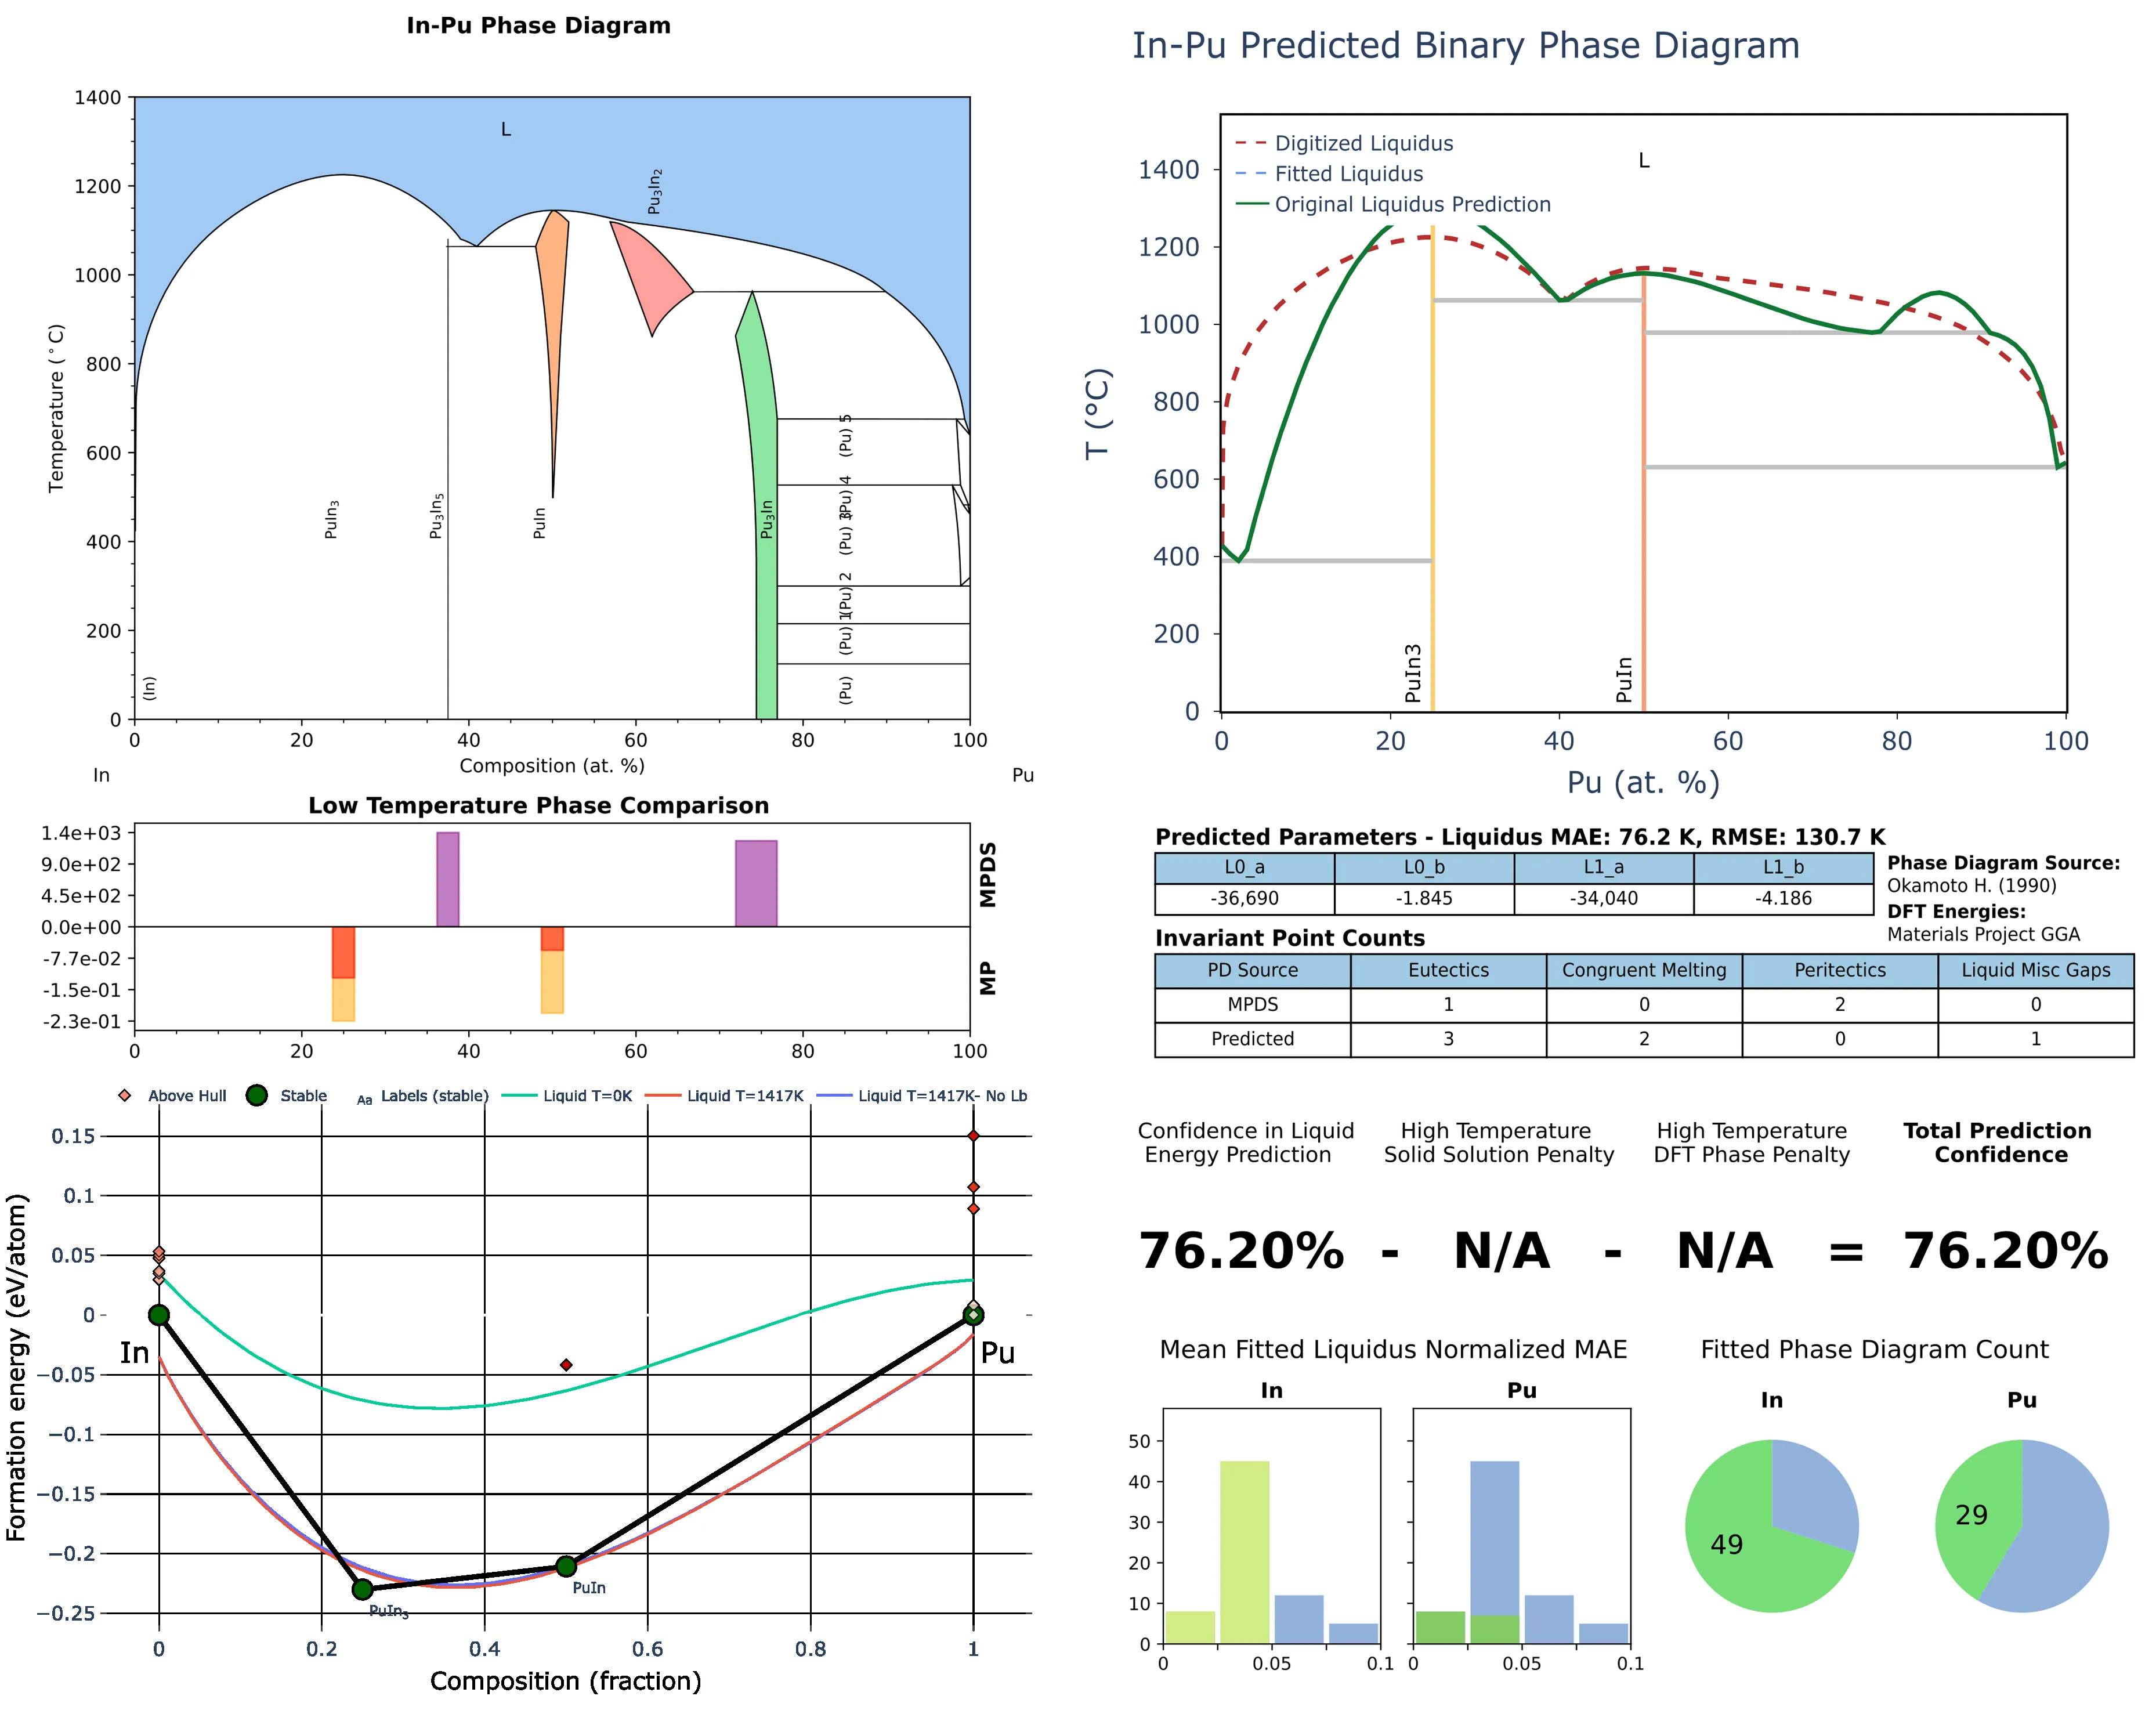 In-Pu Phase Diagram
1400
1200
1000
800
600
400
200
0
Temperature (°C)
L
Pu3In2
PuIn3
Pu3In5
PuIn
Pu3In
(In)
(Pu) 5
(Pu) 4
(Pu) 3
(Pu) 2
(Pu) 1
(Pu)
0 20 40 60 80 100
Composition (at. %)
In Pu
In-Pu Predicted Binary Phase Diagram
Digitized Liquidus
Fitted Liquidus
Original Liquidus Prediction
L
1400
1200
1000
800
600
400
200
0
T (°C)
PuIn3
PuIn
0 20 40 60 80 100
Pu (at. %)
Low Temperature Phase Comparison
1.4e+03
9.0e+02
4.5e+02
0.0e+00
-7.7e-02
-1.5e-01
-2.3e-01
MPDS
MP
0 20 40 60 80 100
Predicted Parameters - Liquidus MAE: 76.2 K, RMSE: 130.7 K
L0_a L0_b L1_a L1_b
-36,690 -1.845 -34,040 -4.186
Phase Diagram Source:
Okamoto H. (1990)
DFT Energies:
Materials Project GGA
Invariant Point Counts
PD Source Eutectics Congruent Melting Peritectics Liquid Misc Gaps
MPDS 1 0 2 0
Predicted 3 2 0 1
Above Hull Stable Aa Labels (stable) Liquid T=0K Liquid T=1417K Liquid T=1417K- No Lb
0.15
0.1
0.05
0
−0.05
−0.1
−0.15
−0.2
−0.25
Formation energy (eV/atom)
In
Pu
PuIn3
PuIn
0 0.2 0.4 0.6 0.8 1
Composition (fraction)
Confidence in Liquid
Energy Prediction
High Temperature
Solid Solution Penalty
High Temperature
DFT Phase Penalty
Total Prediction
Confidence
76.20% - N/A - N/A = 76.20%
Mean Fitted Liquidus Normalized MAE
In
Pu
50
40
30
20
10
0
0 0.05 0.1
0 0.05 0.1
Fitted Phase Diagram Count
In
Pu
49
29